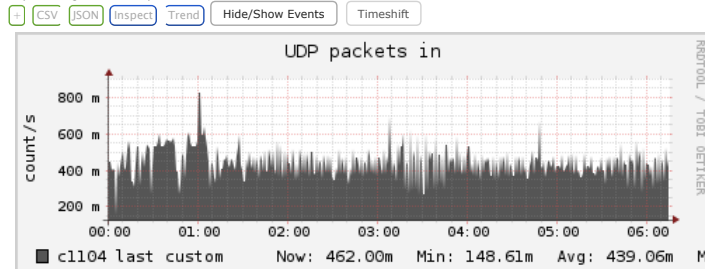 + CSV JSON Inspect Trend Hide/Show Events Timeshift
UDP packets in
RRDTOOL / TOBI OETIKER
count/s
800 m
600 m
400 m
200 m
00:00 01:00 02:00 03:00 04:00 05:00 06:00
c1104 last custom Now: 462.00m Min: 148.61m Avg: 439.06m M